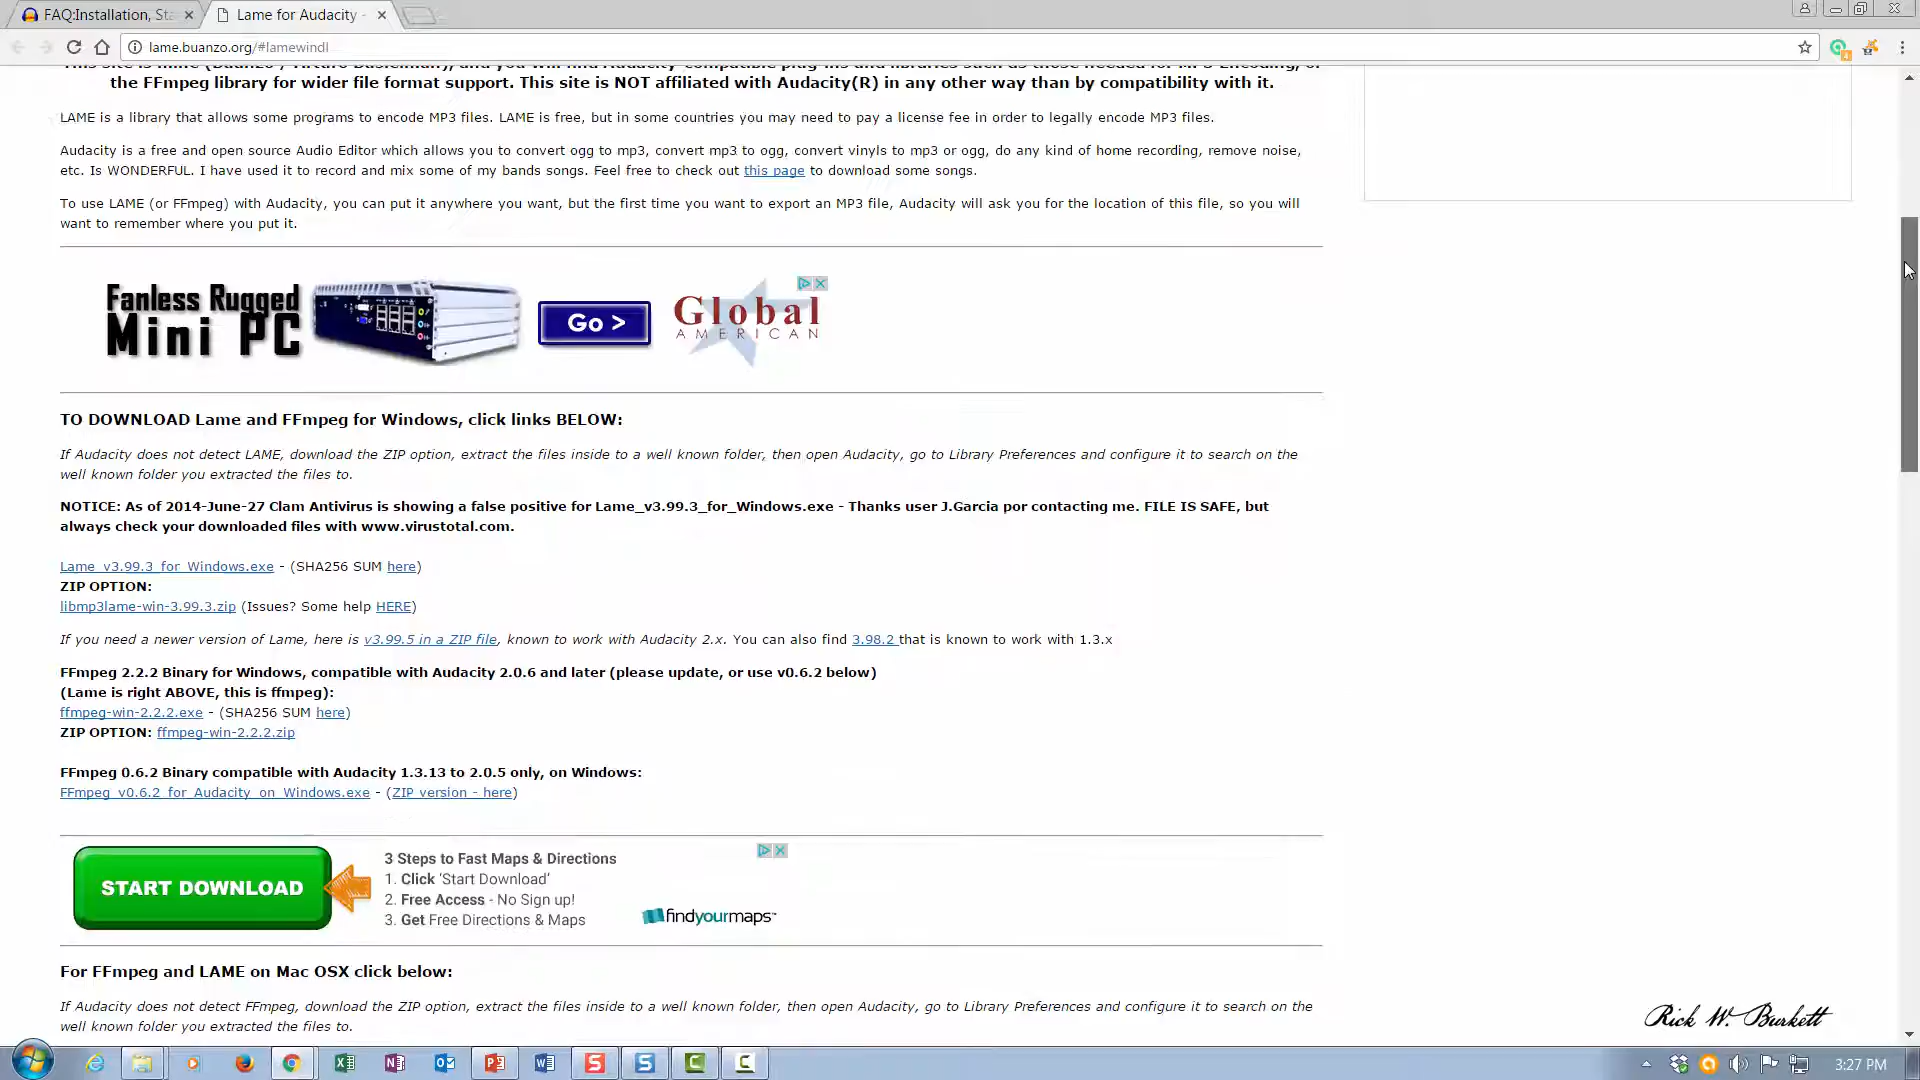 FAQ:Installation, Sta
Lame for Audacity -
lame.buanzo.org/#lamewindl
the FFmpeg library for wider file format support. This site is NOT affiliated with Audacity(R) in any other way than by compatibility with it.
LAME is a library that allows some programs to encode MP3 files. LAME is free, but in some countries you may need to pay a license fee in order to legally encode MP3 files.
Audacity is a free and open source Audio Editor which allows you to convert ogg to mp3, convert mp3 to ogg, convert vinyls to mp3 or ogg, do any kind of home recording, remove noise,
etc. Is WONDERFUL. I have used it to record and mix some of my bands songs. Feel free to check out this page to download some songs.
To use LAME (or FFmpeg) with Audacity, you can put it anywhere you want, but the first time you want to export an MP3 file, Audacity will ask you for the location of this file, so you will
want to remember where you put it.
Fanless Rugged
Mini PC
Go >
Global
AMERICAN
TO DOWNLOAD Lame and FFmpeg for Windows, click links BELOW:
If Audacity does not detect LAME, download the ZIP option, extract the files inside to a well known folder, then open Audacity, go to Library Preferences and configure it to search on the
well known folder you extracted the files to.
NOTICE: As of 2014-June-27 Clam Antivirus is showing a false positive for Lame_v3.99.3_for_Windows.exe - Thanks user J.Garcia por contacting me. FILE IS SAFE, but
always check your downloaded files with www.virustotal.com.
Lame_v3.99.3_for_Windows.exe - (SHA256 SUM here)
ZIP OPTION:
libmp3lame-win-3.99.3.zip (Issues? Some help HERE)
If you need a newer version of Lame, here is v3.99.5 in a ZIP file, known to work with Audacity 2.x. You can also find 3.98.2 that is known to work with 1.3.x
FFmpeg 2.2.2 Binary for Windows, compatible with Audacity 2.0.6 and later (please update, or use v0.6.2 below)
(Lame is right ABOVE, this is ffmpeg):
ffmpeg-win-2.2.2.exe - (SHA256 SUM here)
ZIP OPTION: ffmpeg-win-2.2.2.zip
FFmpeg 0.6.2 Binary compatible with Audacity 1.3.13 to 2.0.5 only, on Windows:
FFmpeg_v0.6.2_for_Audacity_on_Windows.exe - (ZIP version - here)
START DOWNLOAD
3 Steps to Fast Maps & Directions
1. Click 'Start Download'
2. Free Access - No Sign up!
3. Get Free Directions & Maps
findyourmaps
For FFmpeg and LAME on Mac OSX click below:
If Audacity does not detect FFmpeg, download the ZIP option, extract the files inside to a well known folder, then open Audacity, go to Library Preferences and configure it to search on the
well known folder you extracted the files to.
Rick W. Burkett
3:27 PM